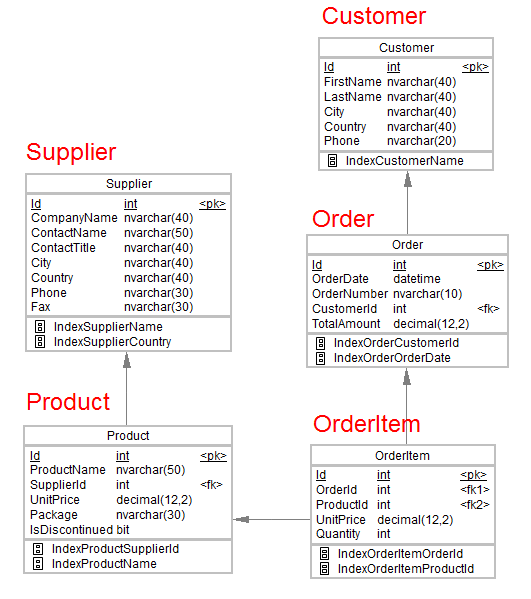 Customer
Customer
Id int <pk>
FirstName nvarchar(40)
LastName nvarchar(40)
City nvarchar(40)
Country nvarchar(40)
Phone nvarchar(20)
IndexCustomerName
Supplier
Supplier
Id int <pk>
CompanyName nvarchar(40)
ContactName nvarchar(50)
ContactTitle nvarchar(40)
City nvarchar(40)
Country nvarchar(40)
Phone nvarchar(30)
Fax nvarchar(30)
IndexSupplierName
IndexSupplierCountry
Order
Order
Id int <pk>
OrderDate datetime
OrderNumber nvarchar(10)
CustomerId int <fk>
TotalAmount decimal(12,2)
IndexOrderCustomerId
IndexOrderOrderDate
Product
Product
Id int <pk>
ProductName nvarchar(50)
SupplierId int <fk>
UnitPrice decimal(12,2)
Package nvarchar(30)
IsDiscontinued bit
IndexProductSupplierId
IndexProductName
OrderItem
OrderItem
Id int <pk>
OrderId int <fk1>
ProductId int <fk2>
UnitPrice decimal(12,2)
Quantity int
IndexOrderItemOrderId
IndexOrderItemProductId